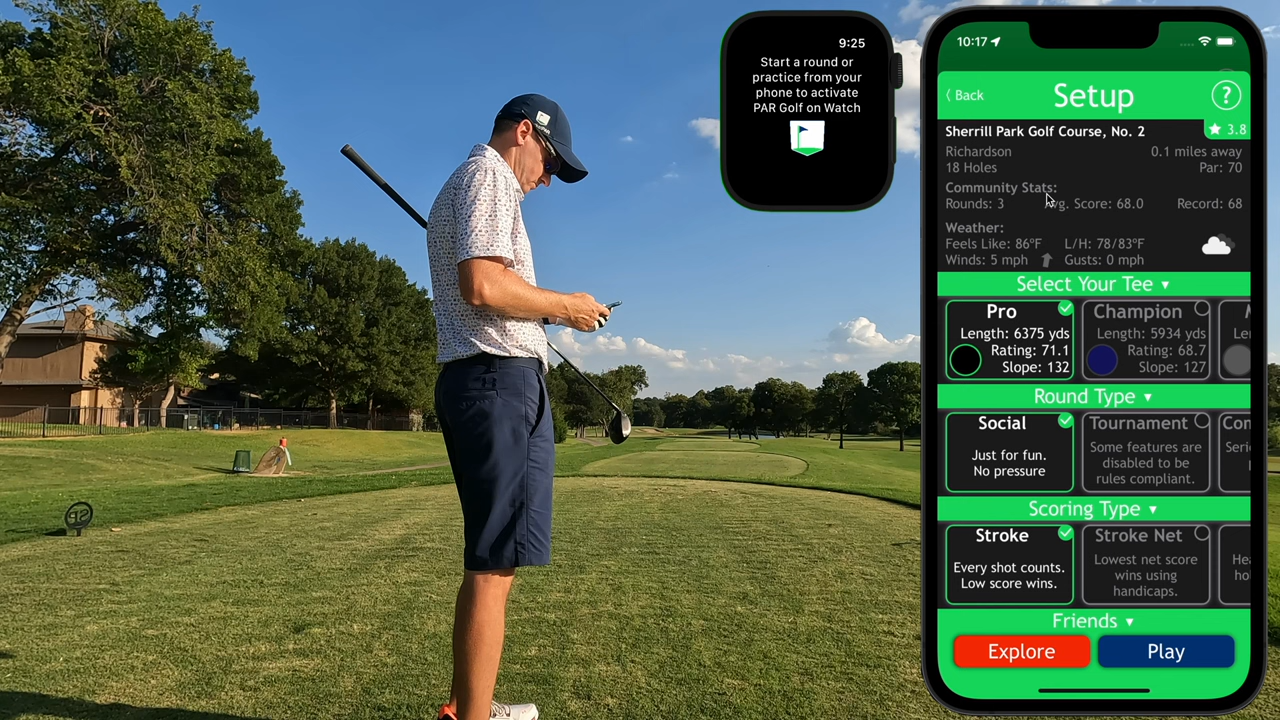 9:25
Start a round or
practice from your
phone to activate
PAR Golf on Watch
10:17
Back
Setup
?
Sherrill Park Golf Course, No. 2
3.8
Richardson 0.1 miles away
18 Holes Par: 70
Community Stats:
Rounds: 3 Avg. Score: 68.0 Record: 68
Weather:
Feels Like: 86°F L/H: 78/83°F
Winds: 5 mph Gusts: 0 mph
Select Your Tee ▾
Pro
Length: 6375 yds
Rating: 71.1
Slope: 132
Champion
Length: 5934 yds
Rating: 68.7
Slope: 127
Round Type ▾
Social
Just for fun.
No pressure
Tournament
Some features are
disabled to be
rules compliant.
Scoring Type ▾
Stroke
Every shot counts.
Low score wins.
Stroke Net
Lowest net score
wins using
handicaps.
Friends ▾
Explore
Play
SP